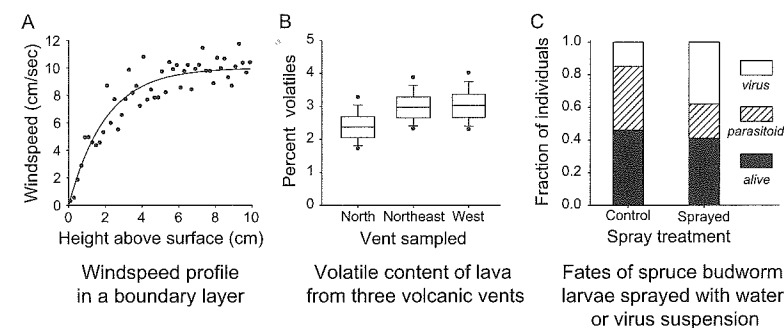 A
Windspeed (cm/sec)
12
10
8
6
4
2
0
0 2 4 6 8 10
Height above surface (cm)
Windspeed profile
in a boundary layer
B
Percent volatiles
5
4
3
2
1
0
North Northeast West
Vent sampled
Volatile content of lava
from three volcanic vents
C
Fraction of individuals
1.0
0.8
0.6
0.4
0.2
0.0
Control Sprayed
Spray treatment
virus
parasitoid
alive
Fates of spruce budworm
larvae sprayed with water
or virus suspension